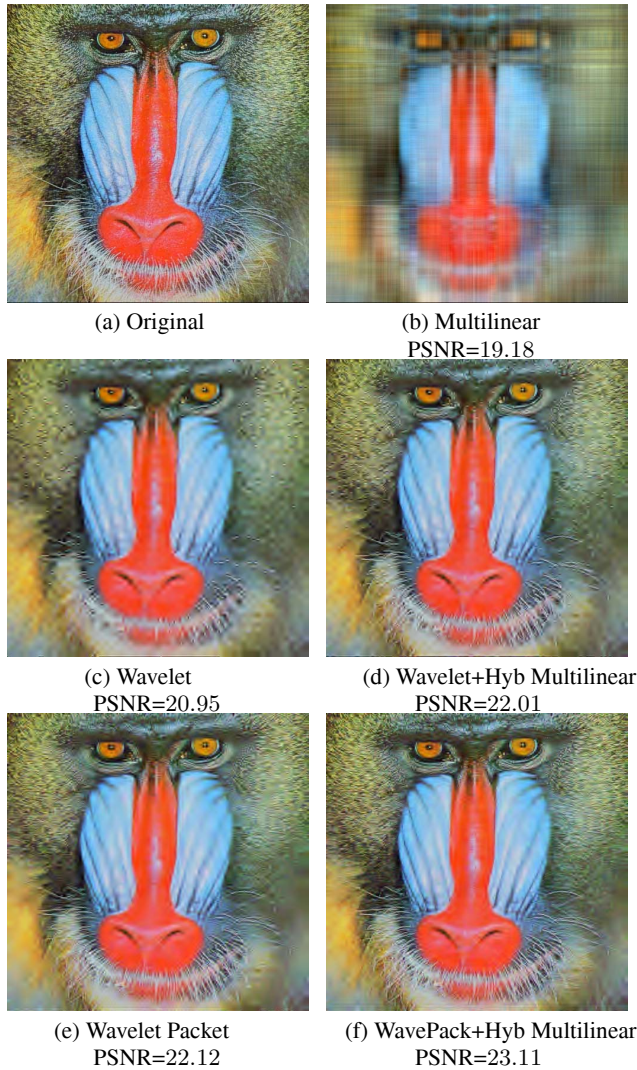 (a) Original
(b) Multilinear
PSNR=19.18
(c) Wavelet
PSNR=20.95
(d) Wavelet+Hyb Multilinear
PSNR=22.01
(e) Wavelet Packet
PSNR=22.12
(f) WavePack+Hyb Multilinear
PSNR=23.11